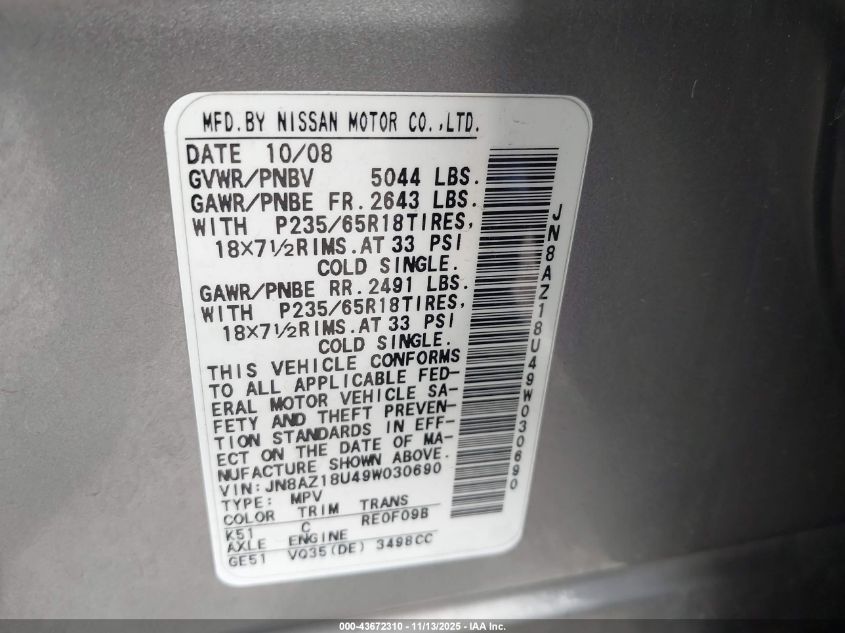 MFD.BY NISSAN MOTOR CO.,LTD.
DATE 10/08
GVWR/PNBV 5044 LBS.
GAWR/PNBE FR.2643 LBS.
WITH P235/65R18TIRES,
18×7½RIMS.AT 33 PSI
COLD SINGLE.
GAWR/PNBE RR.2491 LBS.
WITH P235/65R18TIRES,
18×7½RIMS.AT 33 PSI
COLD SINGLE.
THIS VEHICLE CONFORMS
TO ALL APPLICABLE FED-
ERAL MOTOR VEHICLE SA-
FETY AND THEFT PREVEN-
TION STANDARDS IN EFF-
ECT ON THE DATE OF MA-
NUFACTURE SHOWN ABOVE.
VIN:JN8AZ18U49W030690
TYPE: MPV
COLOR TRIM TRANS
K51 C RE0F09B
AXLE ENGINE
GE51 VQ35(DE) 3498CC
JN8AZ18U49W030690
000-43672310 - 11/13/2025 - IAA Inc.